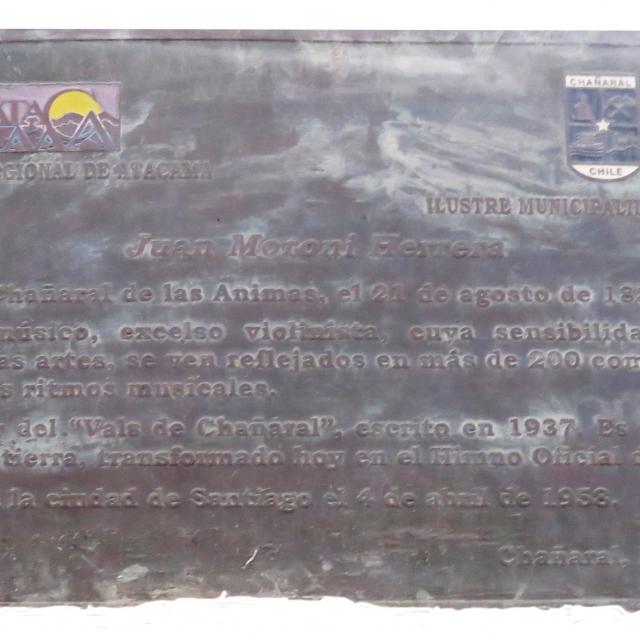 CHAÑARAL
CHILE
REGIONAL DE ATACAMA
ILUSTRE MUNICIPALI
Juan Moroni Herrera
Chañaral de las Animas, el 21 de agosto de 18
músico, excelso violinista, cuya sensibilida
as artes, se ven reflejados en más de 200 com
s ritmos musicales.
y del "Vals de Chañaral", escrito en 1937. Es
tierra, transformado hoy en el Himno Oficial
la ciudad de Santiago el 4 de abril de 1958.
Chañaral,